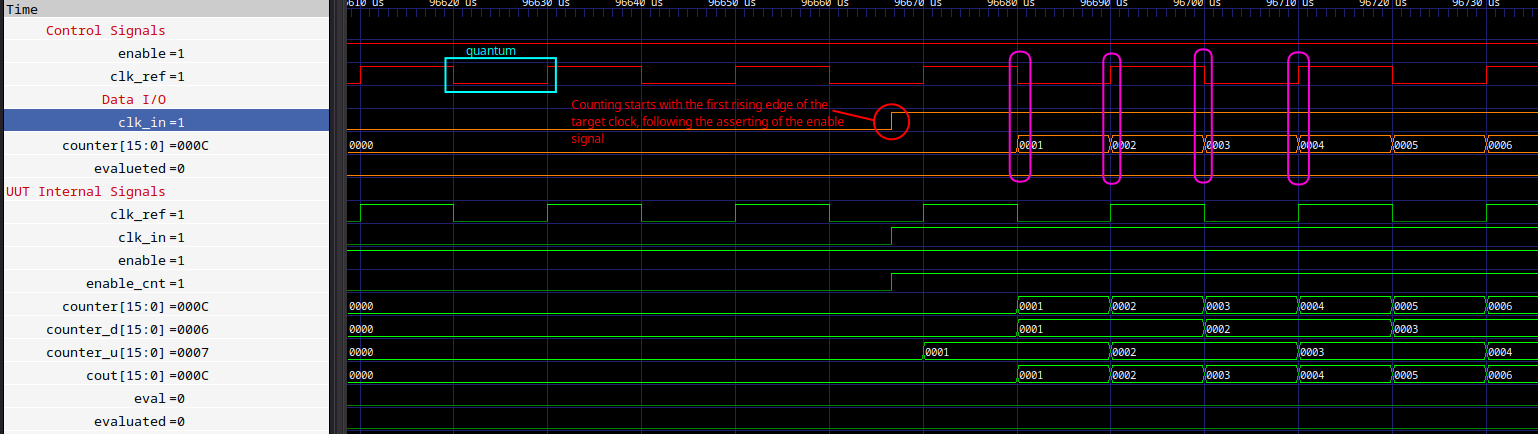 Time
610 us 96620 us 96630 us 96640 us 96650 us 96660 us 96670 us 96680 us 96690 us 96700 us 96710 us 96720 us 96730 us
Control Signals
enable =1
quantum
clk_ref =1
Data I/O
Counting starts with the first rising edge of the
target clock, following the asserting of the enable
signal
clk_in =1
counter[15:0] =000C 0000 0001 0002 0003 0004 0005 0006
evalueted =0
UUT Internal Signals
clk_ref =1
clk_in =1
enable =1
enable_cnt =1
counter[15:0] =000C 0000 0001 0002 0003 0004 0005 0006
counter_d[15:0] =0006 0000 0001 0002 0003
counter_u[15:0] =0007 0000 0001 0002 0003 0004
cout[15:0] =000C 0000 0001 0002 0003 0004 0005 0006
eval =0
evaluated =0